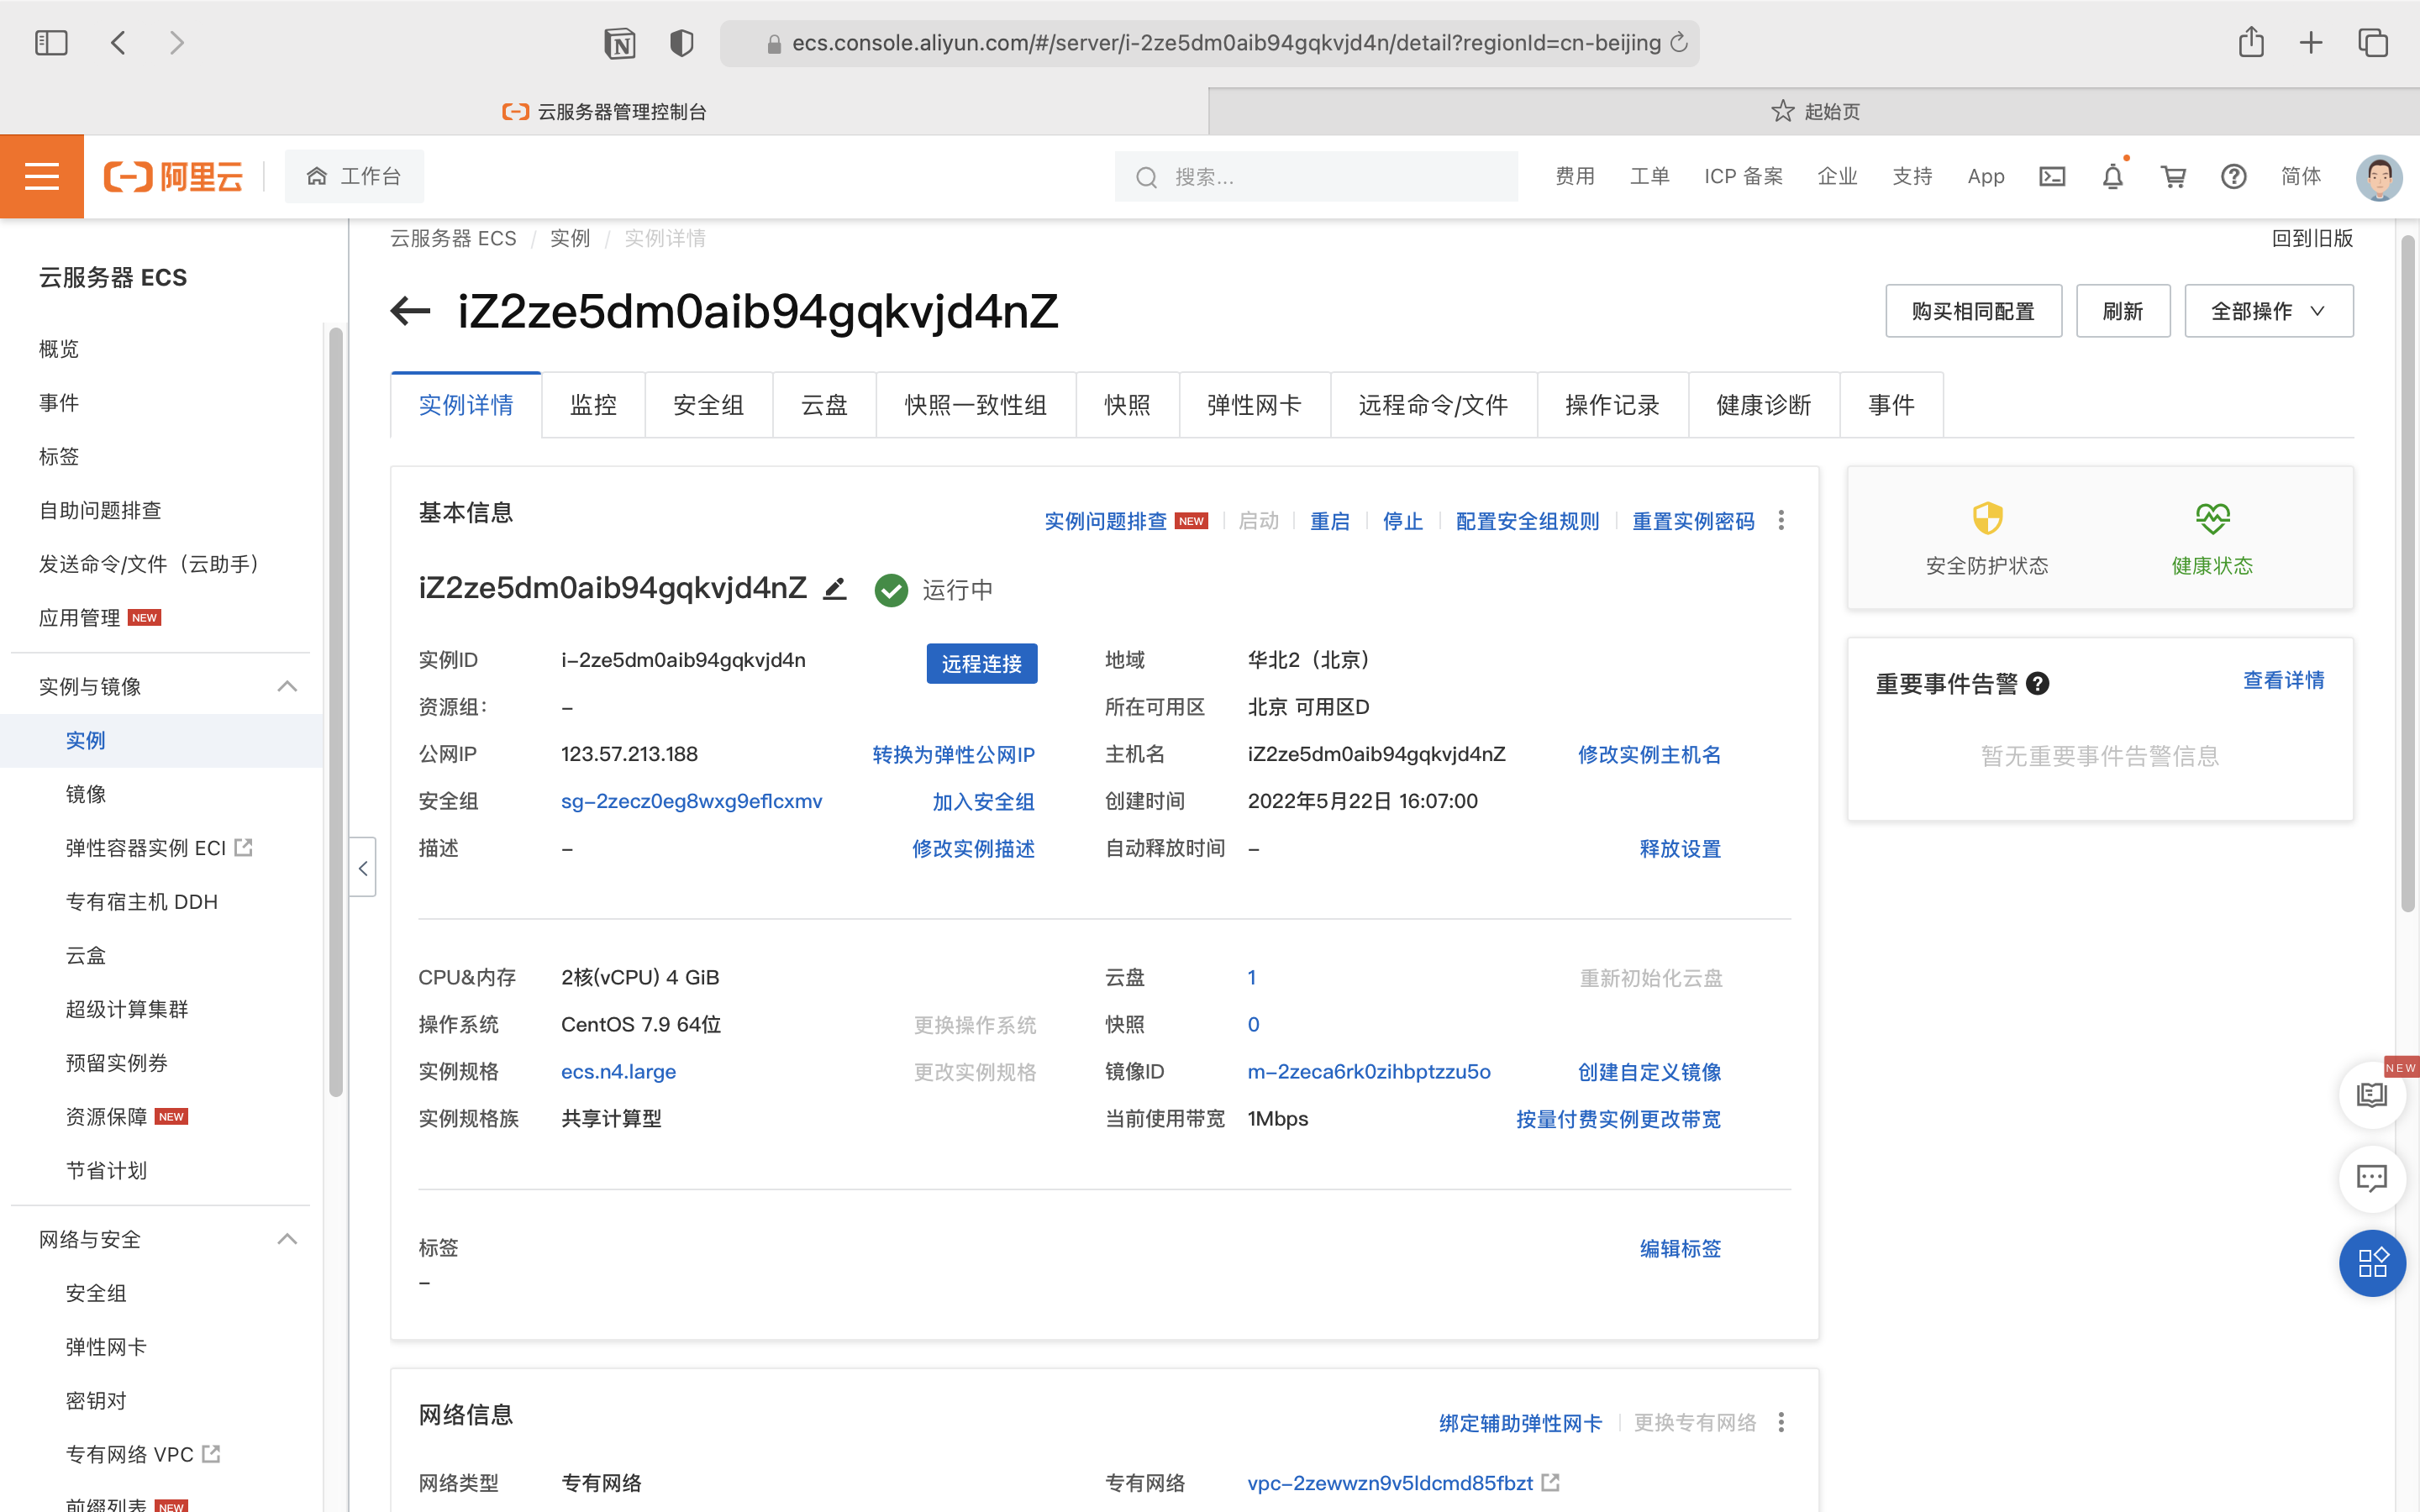 ecs.console.aliyun.com/#/server/i-2ze5dm0aib94gqkvjd4n/detail?regionId=cn-beijing
云服务器管理控制台
起始页
阿里云
工作台
搜索...
费用
工单
ICP 备案
企业
支持
App
简体
云服务器 ECS
概览
事件
标签
自助问题排查
发送命令/文件（云助手）
应用管理 NEW
实例与镜像
实例
镜像
弹性容器实例 ECI
专有宿主机 DDH
云盒
超级计算集群
预留实例券
资源保障 NEW
节省计划
网络与安全
安全组
弹性网卡
密钥对
专有网络 VPC
前缀列表 NEW
云服务器 ECS / 实例 / 实例详情
回到旧版
iZ2ze5dm0aib94gqkvjd4nZ
购买相同配置
刷新
全部操作
实例详情
监控
安全组
云盘
快照一致性组
快照
弹性网卡
远程命令/文件
操作记录
健康诊断
事件
基本信息
实例问题排查 NEW
启动
重启
停止
配置安全组规则
重置实例密码
iZ2ze5dm0aib94gqkvjd4nZ
运行中
实例ID i-2ze5dm0aib94gqkvjd4n 远程连接
地域 华北2（北京）
资源组： –
所在可用区 北京 可用区D
公网IP 123.57.213.188 转换为弹性公网IP
主机名 iZ2ze5dm0aib94gqkvjd4nZ 修改实例主机名
安全组 sg-2zecz0eg8wxg9eflcxmv 加入安全组
创建时间 2022年5月22日 16:07:00
描述 – 修改实例描述
自动释放时间 – 释放设置
CPU&内存 2核(vCPU) 4 GiB
云盘 1 重新初始化云盘
操作系统 CentOS 7.9 64位 更换操作系统
快照 0
实例规格 ecs.n4.large 更改实例规格
镜像ID m-2zeca6rk0zihbptzzu5o 创建自定义镜像
实例规格族 共享计算型
当前使用带宽 1Mbps 按量付费实例更改带宽
标签 编辑标签
–
网络信息
绑定辅助弹性网卡
更换专有网络
网络类型 专有网络
专有网络 vpc-2zewwzn9v5ldcmd85fbzt
安全防护状态
健康状态
重要事件告警
查看详情
暂无重要事件告警信息
NEW